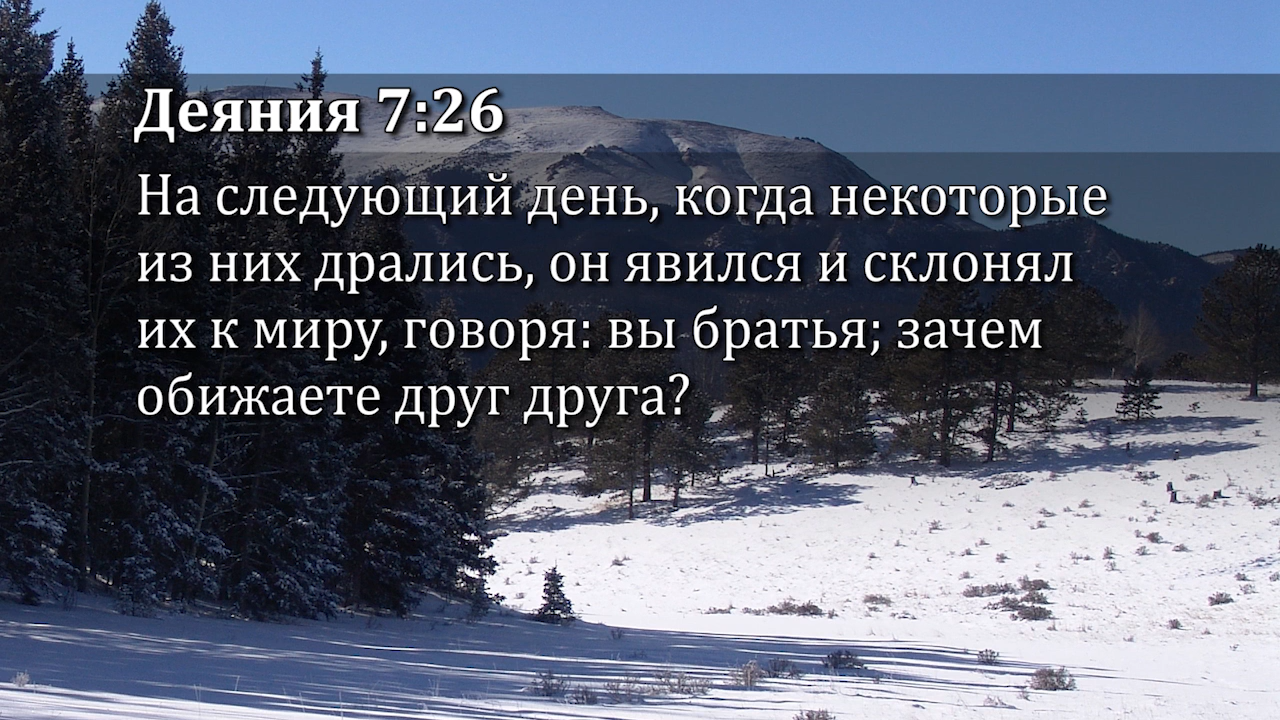 Деяния 7:26
На следующий день, когда некоторые
из них дрались, он явился и склонял
их к миру, говоря: вы братья; зачем
обижаете друг друга?